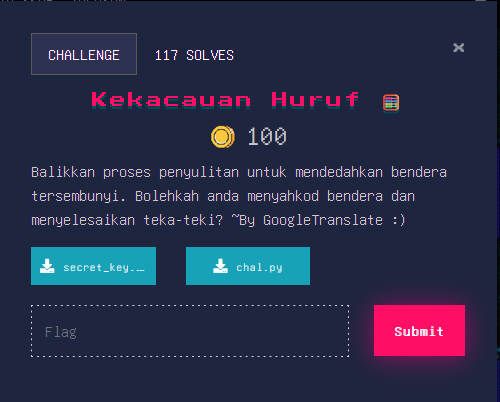 CHALLENGE
117 SOLVES
×
Kekacauan Huruf
100
Balikkan proses penyulitan untuk mendedahkan bendera
tersembunyi. Bolehkah anda menyahkod bendera dan
menyelesaikan teka-teki? ~By GoogleTranslate :)
secret_key.…
chal.py
Flag
Submit